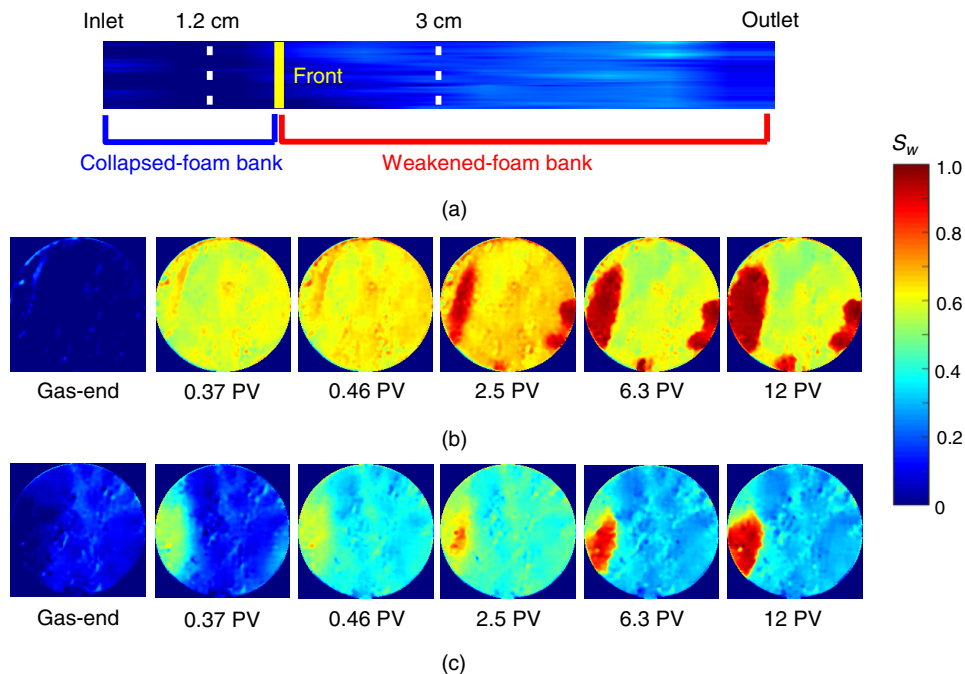 Inlet 1.2 cm 3 cm Outlet
Front
Collapsed-foam bank Weakened-foam bank
(a)
S_w
1.0
0.8
0.6
0.4
0.2
0
Gas-end 0.37 PV 0.46 PV 2.5 PV 6.3 PV 12 PV
(b)
Gas-end 0.37 PV 0.46 PV 2.5 PV 6.3 PV 12 PV
(c)